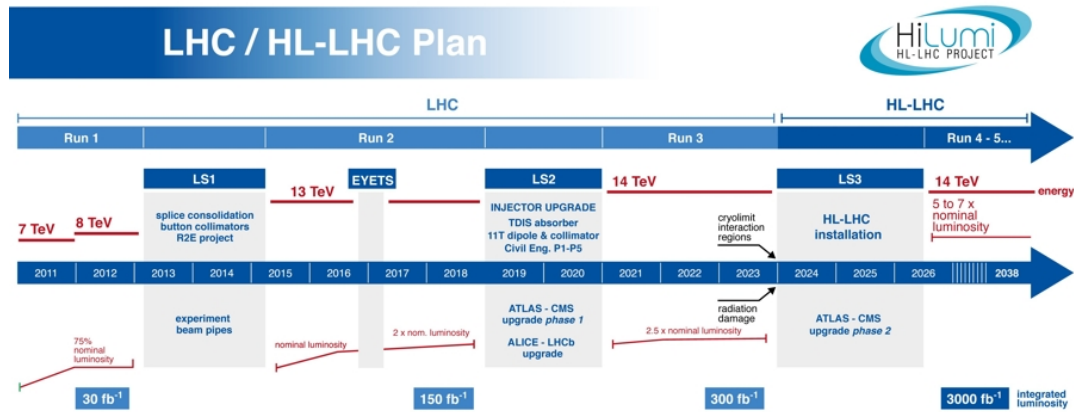 LHC / HL-LHC Plan
HiLumi
HL-LHC PROJECT
LHC
HL-LHC
Run 1
Run 2
Run 3
Run 4 - 5...
LS1
EYETS
LS2
LS3
7 TeV
8 TeV
13 TeV
14 TeV
14 TeV
energy
splice consolidation
button collimators
R2E project
INJECTOR UPGRADE
TDIS absorber
11T dipole & collimator
Civil Eng. P1-P5
cryolimit
interaction
regions
HL-LHC
installation
5 to 7 x
nominal
luminosity
2011
2012
2013
2014
2015
2016
2017
2018
2019
2020
2021
2022
2023
2024
2025
2026
2038
75%
nominal
luminosity
experiment
beam pipes
nominal luminosity
2 x nom. luminosity
ATLAS - CMS
upgrade phase 1
ALICE - LHCb
upgrade
2.5 x nominal luminosity
radiation
damage
ATLAS - CMS
upgrade phase 2
30 fb⁻¹
150 fb⁻¹
300 fb⁻¹
3000 fb⁻¹
integrated
luminosity